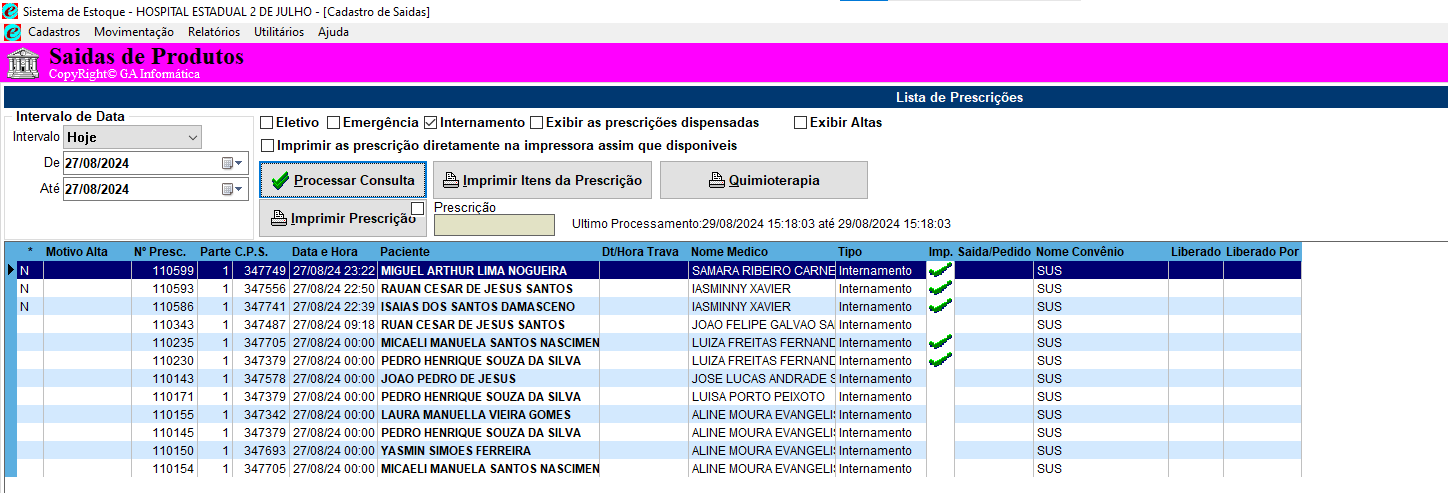 Sistema de Estoque - HOSPITAL ESTADUAL 2 DE JULHO - [Cadastro de Saidas]
Cadastros Movimentação Relatórios Utilitários Ajuda
Saidas de Produtos
CopyRight© GA Informática
Lista de Prescrições
Intervalo de Data
Intervalo Hoje
De 27/08/2024
Até 27/08/2024
Eletivo Emergência Internamento Exibir as prescrições dispensadas Exibir Altas
Imprimir as prescrição diretamente na impressora assim que disponiveis
Processar Consulta Imprimir Itens da Prescrição Quimioterapia
Imprimir Prescrição Prescrição Ultimo Processamento:29/08/2024 15:18:03 até 29/08/2024 15:18:03
* Motivo Alta Nº Presc. Parte C.P.S. Data e Hora Paciente Dt/Hora Trava Nome Medico Tipo Imp. Saida/Pedido Nome Convênio Liberado Liberado Por
N 110599 1 347749 27/08/24 23:22 MIGUEL ARTHUR LIMA NOGUEIRA SAMARA RIBEIRO CARNE Internamento SUS
N 110593 1 347556 27/08/24 22:50 RAUAN CESAR DE JESUS SANTOS IASMINNY XAVIER Internamento SUS
N 110586 1 347741 27/08/24 22:39 ISAIAS DOS SANTOS DAMASCENO IASMINNY XAVIER Internamento SUS
110343 1 347487 27/08/24 09:18 RUAN CESAR DE JESUS SANTOS JOAO FELIPE GALVAO SA Internamento SUS
110235 1 347705 27/08/24 00:00 MICAELI MANUELA SANTOS NASCIMEN LUIZA FREITAS FERNAND Internamento SUS
110230 1 347379 27/08/24 00:00 PEDRO HENRIQUE SOUZA DA SILVA LUIZA FREITAS FERNAND Internamento SUS
110143 1 347578 27/08/24 00:00 JOAO PEDRO DE JESUS JOSE LUCAS ANDRADE S Internamento SUS
110171 1 347379 27/08/24 00:00 PEDRO HENRIQUE SOUZA DA SILVA LUISA PORTO PEIXOTO Internamento SUS
110155 1 347342 27/08/24 00:00 LAURA MANUELLA VIEIRA GOMES ALINE MOURA EVANGELIS Internamento SUS
110145 1 347379 27/08/24 00:00 PEDRO HENRIQUE SOUZA DA SILVA ALINE MOURA EVANGELIS Internamento SUS
110150 1 347693 27/08/24 00:00 YASMIN SIMOES FERREIRA ALINE MOURA EVANGELIS Internamento SUS
110154 1 347705 27/08/24 00:00 MICAELI MANUELA SANTOS NASCIMEN ALINE MOURA EVANGELIS Internamento SUS